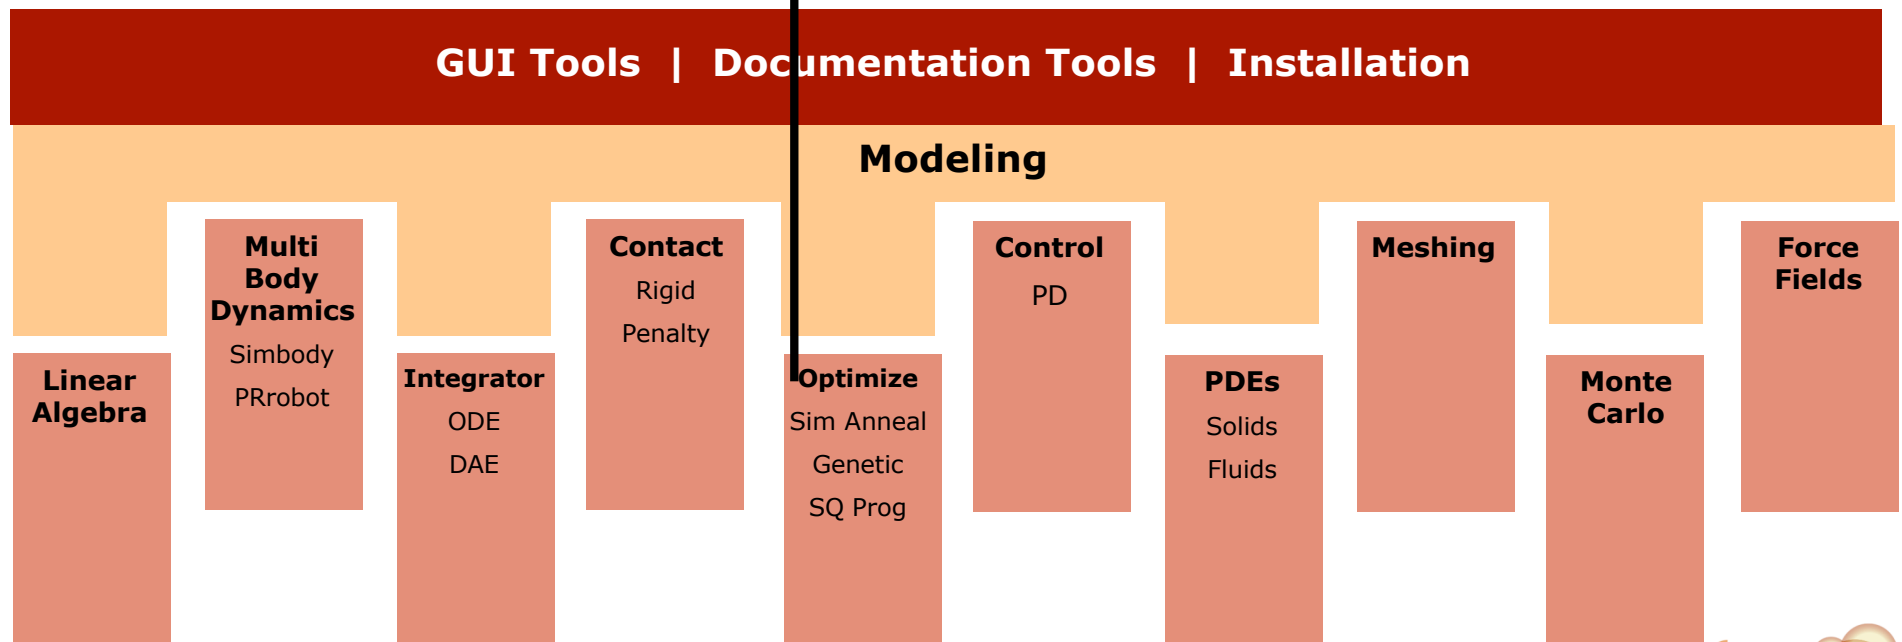 GUI Tools | Documentation Tools | Installation
Modeling
Linear
Algebra
Multi
Body
Dynamics
Simbody
PRrobot
Integrator
ODE
DAE
Contact
Rigid
Penalty
Optimize
Sim Anneal
Genetic
SQ Prog
Control
PD
PDEs
Solids
Fluids
Meshing
Monte
Carlo
Force
Fields